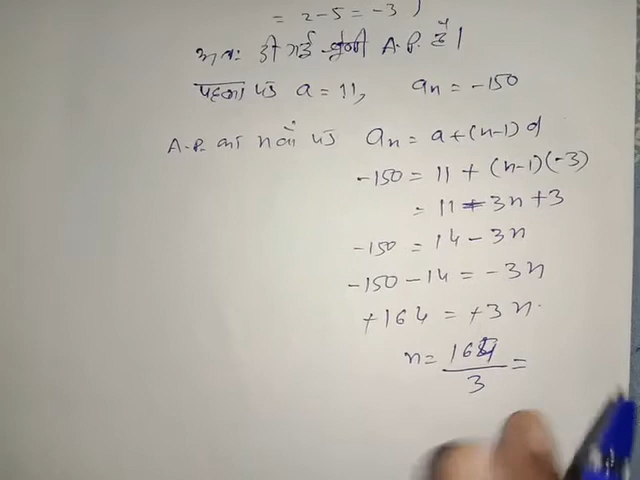 = 2-5 = -3 )
अतः दी गई श्रृंखला A.P. है।
पहला पद a = 11, an = -150
A.P. का n वाँ पद an = a+(n-1) d
-150 = 11 + (n-1)(-3)
= 11 - 3n + 3
-150 = 14 - 3n
-150 - 14 = -3n
+164 = +3n.
n = 164/3 =